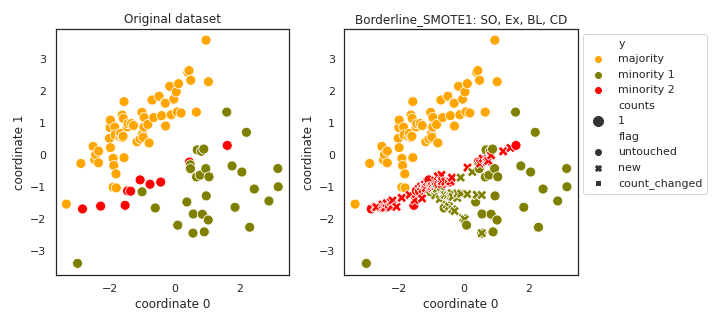 Original dataset
Borderline_SMOTE1: SO, Ex, BL, CD
coordinate 1
3
2
1
0
−1
−2
−3
−2
0
2
coordinate 0
coordinate 1
3
2
1
0
−1
−2
−3
−2
0
2
coordinate 0
y
majority
minority 1
minority 2
counts
1
flag
untouched
new
count_changed